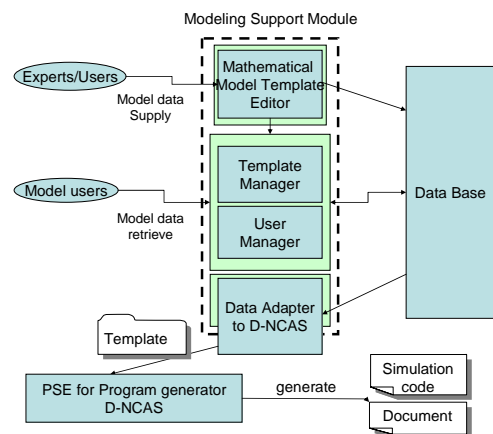 Modeling Support Module
Experts/Users
Model data
Supply
Mathematical
Model Template
Editor
Template
Manager
User
Manager
Model users
Model data
retrieve
Data Base
Data Adapter
to D-NCAS
Template
PSE for Program generator
D-NCAS
generate
Simulation
code
Document